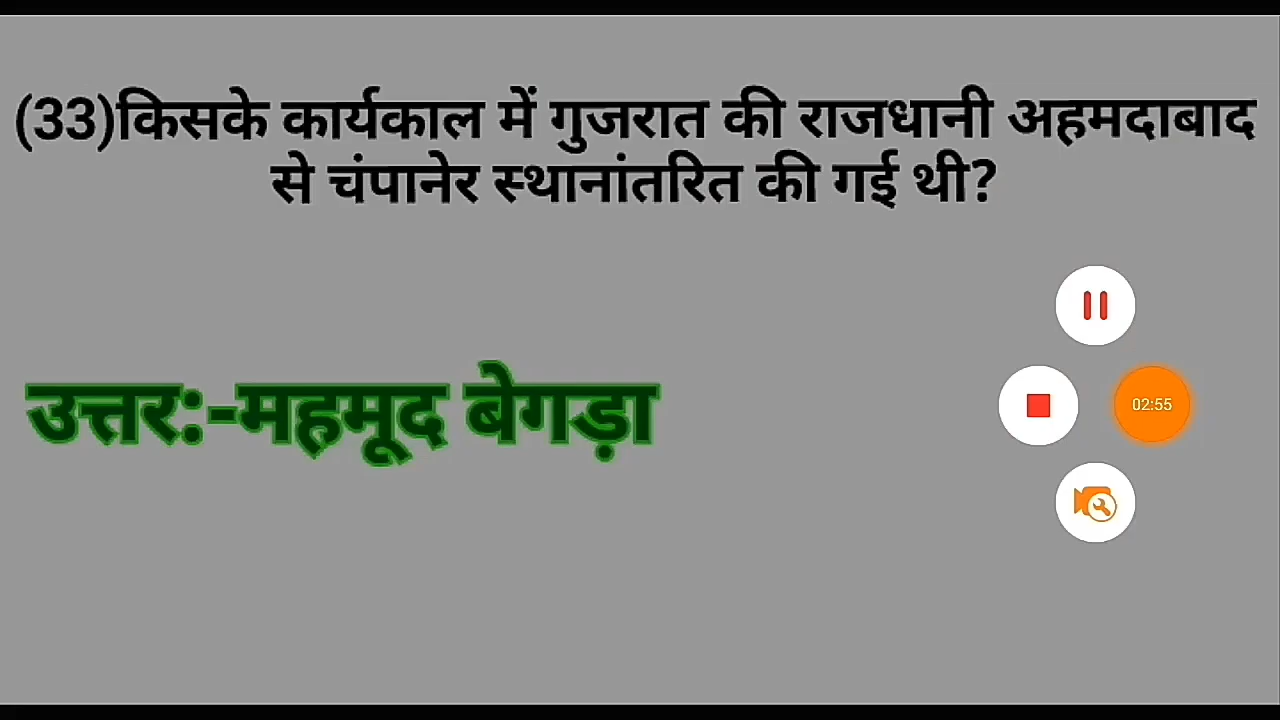 (33)किसके कार्यकाल में गुजरात की राजधानी अहमदाबाद
से चंपानेर स्थानांतरित की गई थी?
उत्तर:-महमूद बेगड़ा
02:55